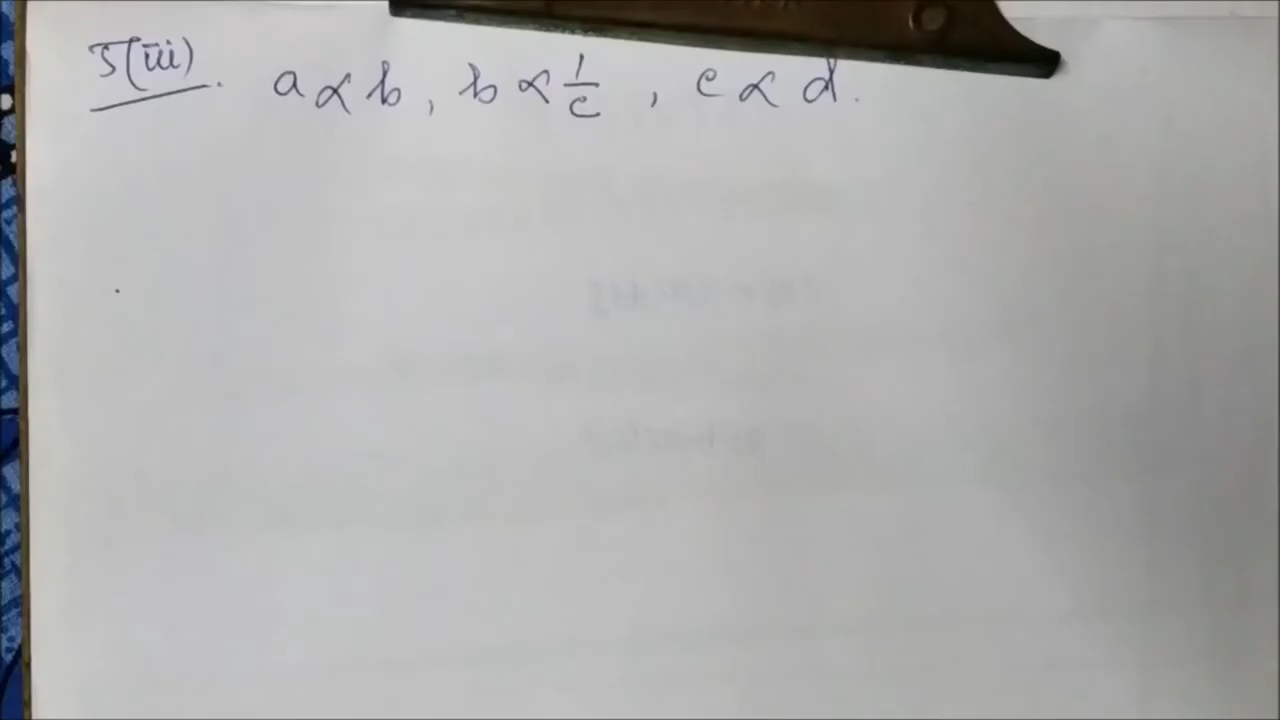 5(iii). a ∝ b, b ∝ 1/c, c ∝ d.